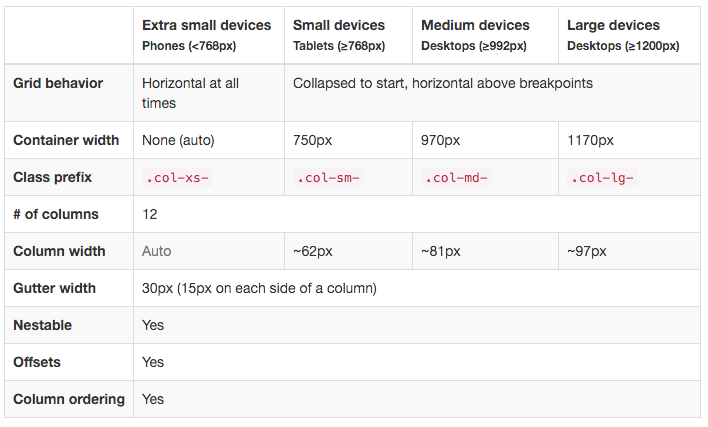 Extra small devices Small devices Medium devices Large devices
Phones (<768px) Tablets (≥768px) Desktops (≥992px) Desktops (≥1200px)
Grid behavior Horizontal at all Collapsed to start, horizontal above breakpoints
times
Container width None (auto) 750px 970px 1170px
Class prefix .col-xs- .col-sm- .col-md- .col-lg-
# of columns 12
Column width Auto ~62px ~81px ~97px
Gutter width 30px (15px on each side of a column)
Nestable Yes
Offsets Yes
Column ordering Yes